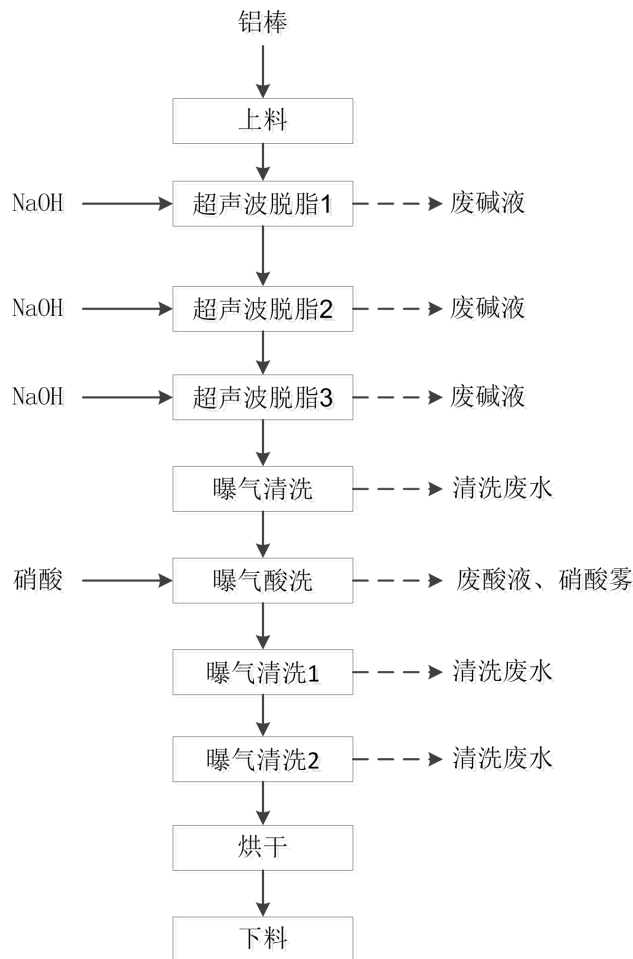 铝棒
上料
NaOH 超声波脱脂1 废碱液
NaOH 超声波脱脂2 废碱液
NaOH 超声波脱脂3 废碱液
曝气清洗 清洗废水
硝酸 曝气酸洗 废酸液、硝酸雾
曝气清洗1 清洗废水
曝气清洗2 清洗废水
烘干
下料